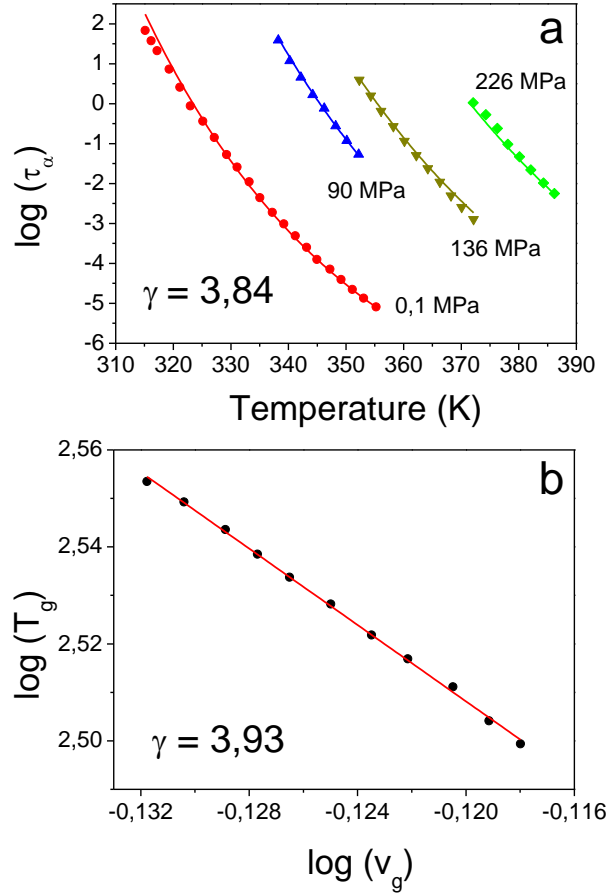 a
log (τα)
2
1
0
-1
-2
-3
-4
-5
-6
226 MPa
90 MPa
136 MPa
0,1 MPa
γ = 3,84
310 320 330 340 350 360 370 380 390
Temperature (K)
b
log (Tg)
2,56
2,54
2,52
2,50
γ = 3,93
-0,132 -0,128 -0,124 -0,120 -0,116
log (vg)